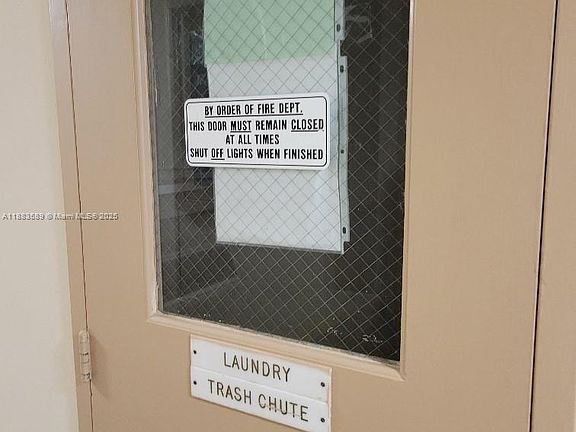 BY ORDER OF FIRE DEPT.
THIS DOOR MUST REMAIN CLOSED
AT ALL TIMES
SHUT OFF LIGHTS WHEN FINISHED
A11883589 © Miami MLS® 2025
LAUNDRY
TRASH CHUTE